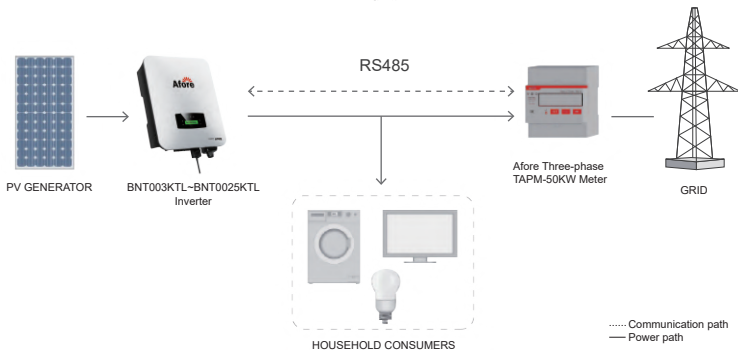 RS485
Afore
PV GENERATOR
BNT003KTL~BNT0025KTL
Inverter
Afore Three-phase
TAPM-50KW Meter
GRID
HOUSEHOLD CONSUMERS
Communication path
Power path